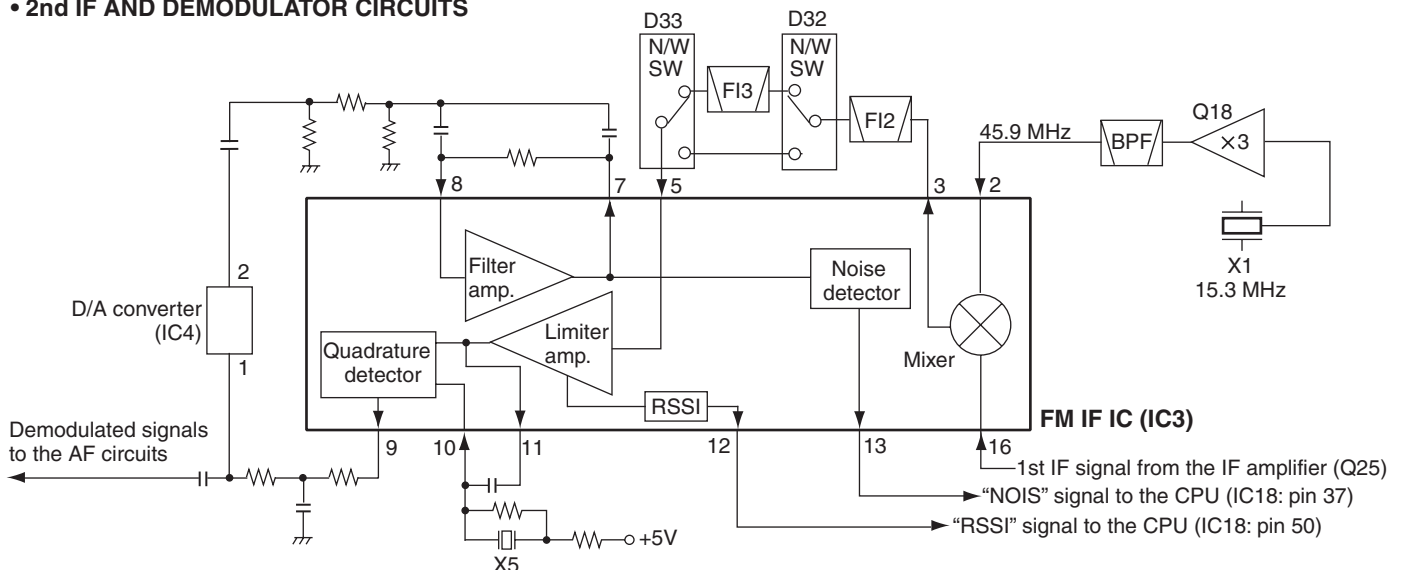 • 2nd IF AND DEMODULATOR CIRCUITS
D33
D32
N/W
SW
N/W
SW
FI3
FI2
Q18
×3
45.9 MHz
BPF
X1
15.3 MHz
8
7
5
3
2
Filter
amp.
Noise
detector
2
D/A converter
(IC4)
1
Limiter
amp.
Quadrature
detector
Mixer
RSSI
FM IF IC (IC3)
Demodulated signals
to the AF circuits
9
10
11
12
13
16
1st IF signal from the IF amplifier (Q25)
“NOIS” signal to the CPU (IC18: pin 37)
“RSSI” signal to the CPU (IC18: pin 50)
+5V
X5